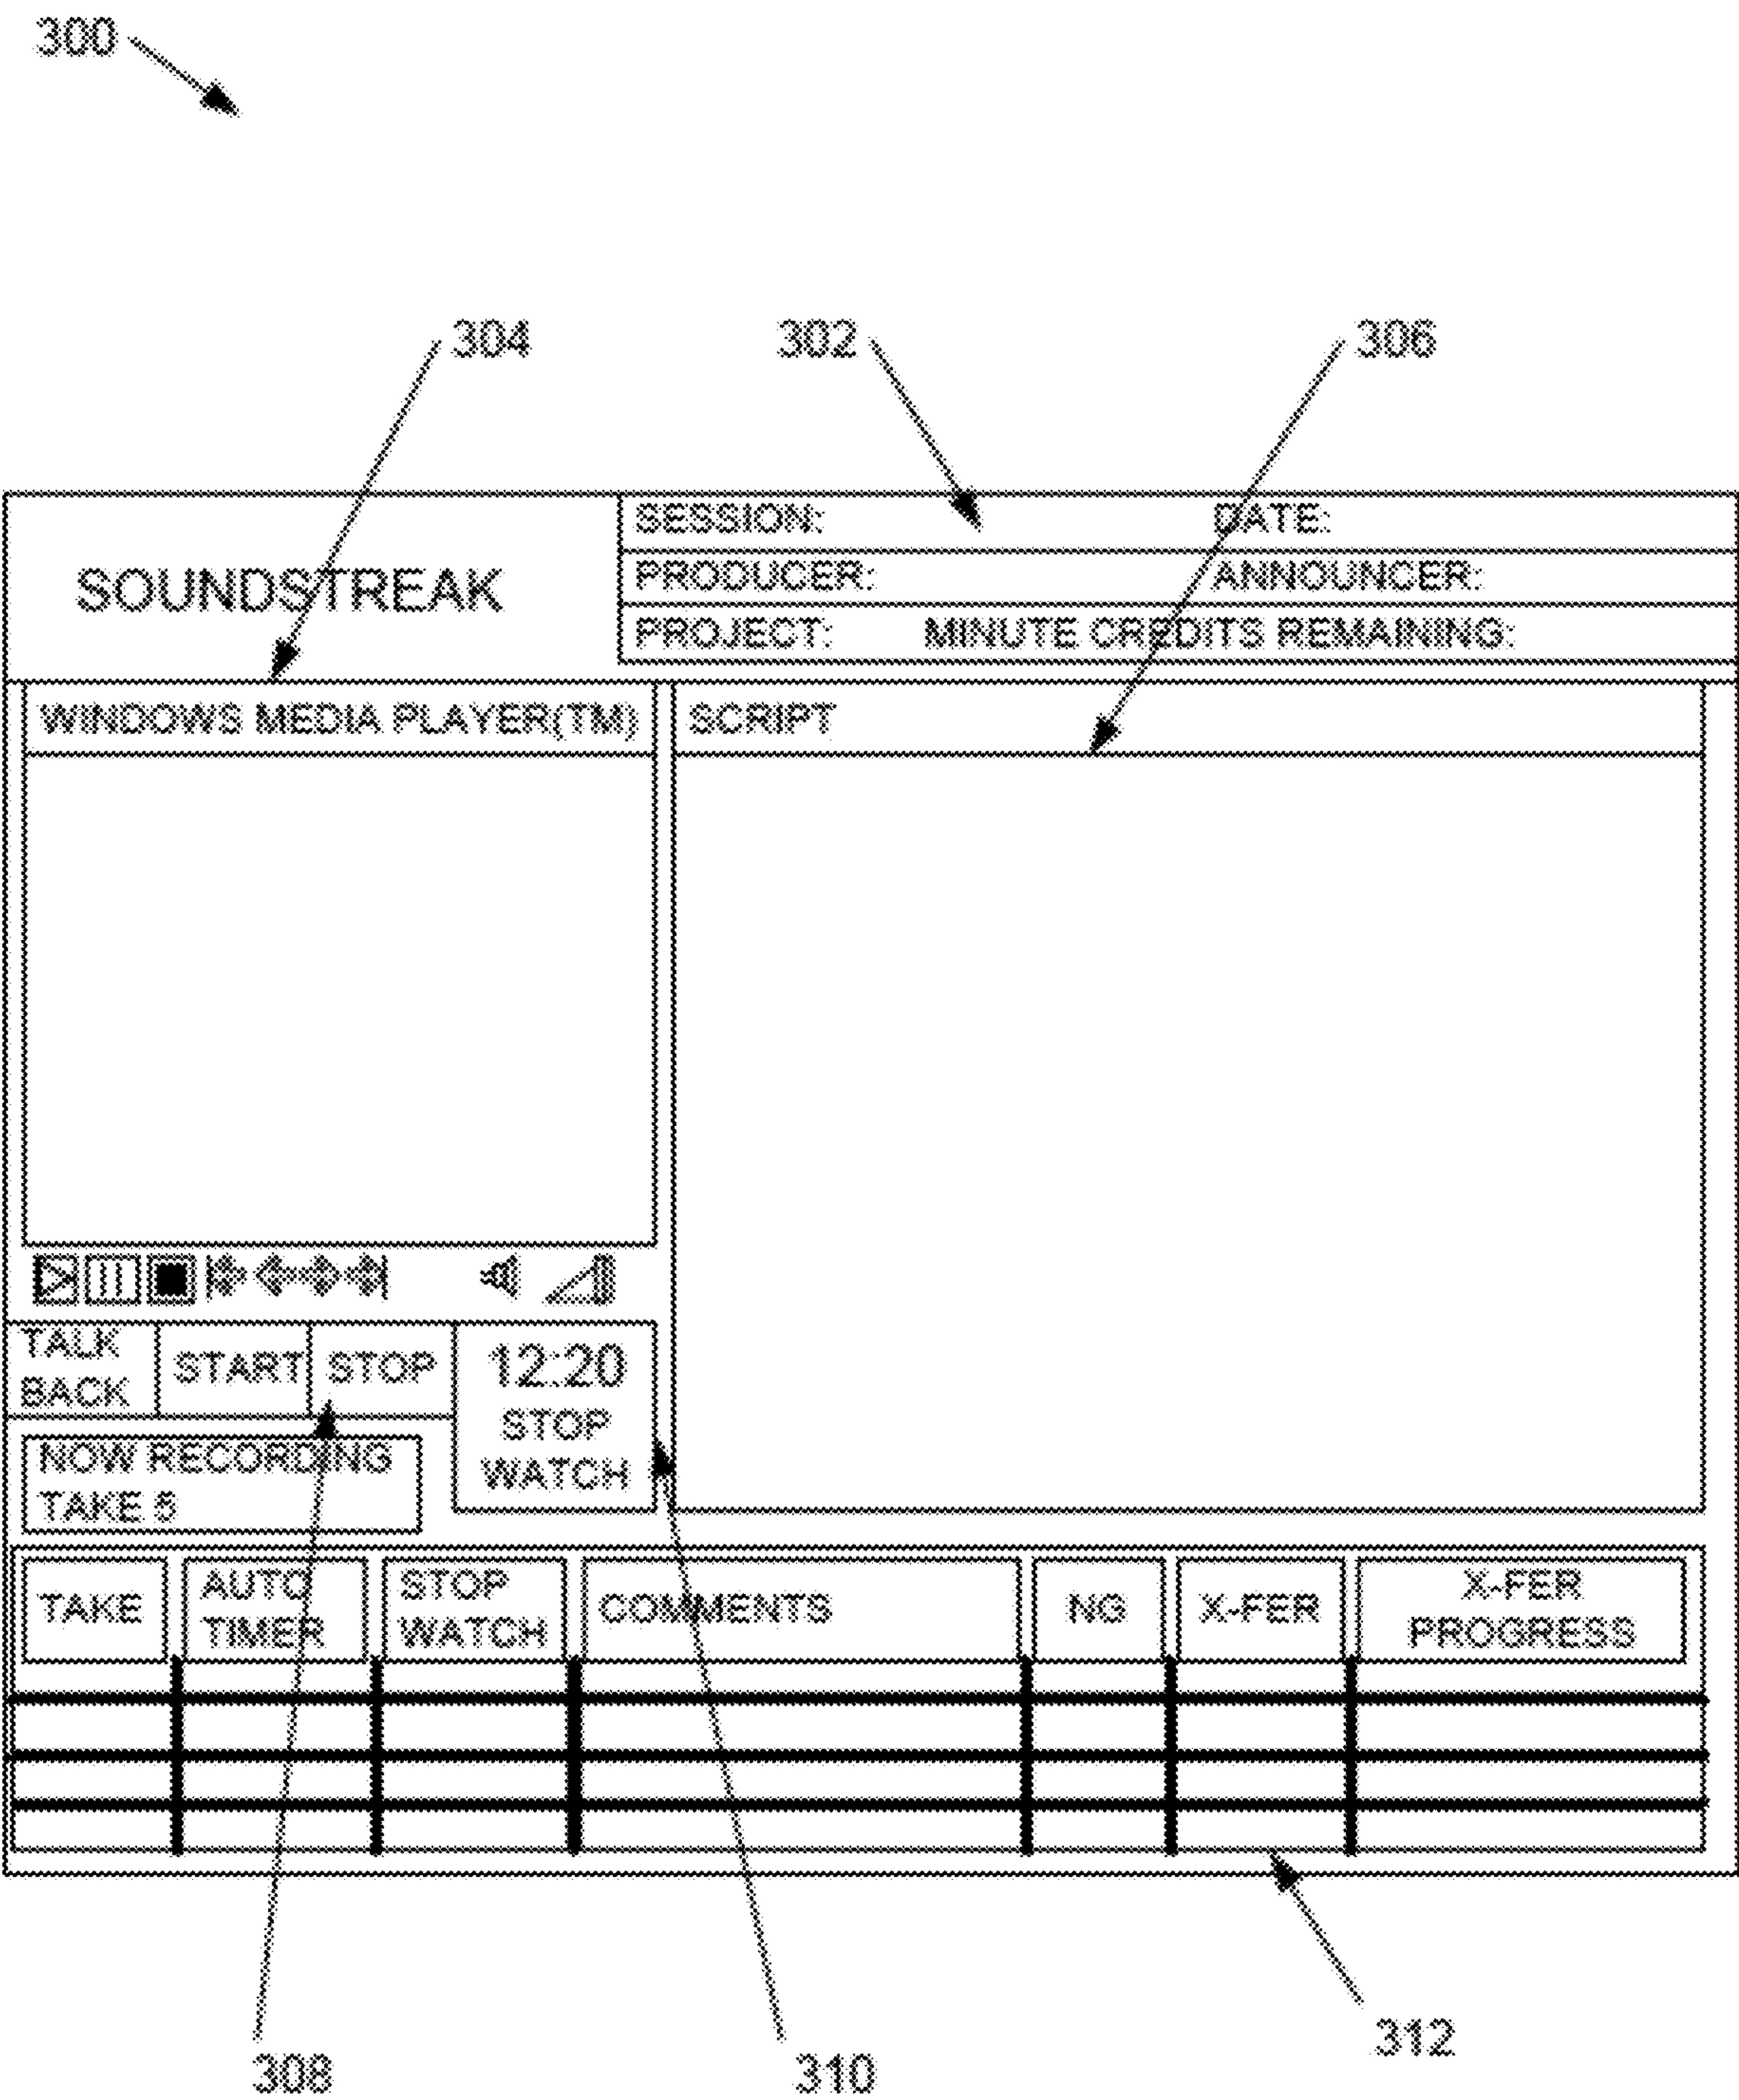 300
304 302 306
SOUNDSTREAK
SESSION: DATE:
PRODUCER: ANNOUNCER:
PROJECT: MINUTE CREDITS REMAINING:
WINDOWS MEDIA PLAYER(TM)
SCRIPT
TALK
BACK
START
STOP
12:20
STOP
WATCH
NOW RECORDING
TAKE 5
TAKE
AUTO
TIMER
STOP
WATCH
COMMENTS
NG
X-FER
X-FER
PROGRESS
308
310
312